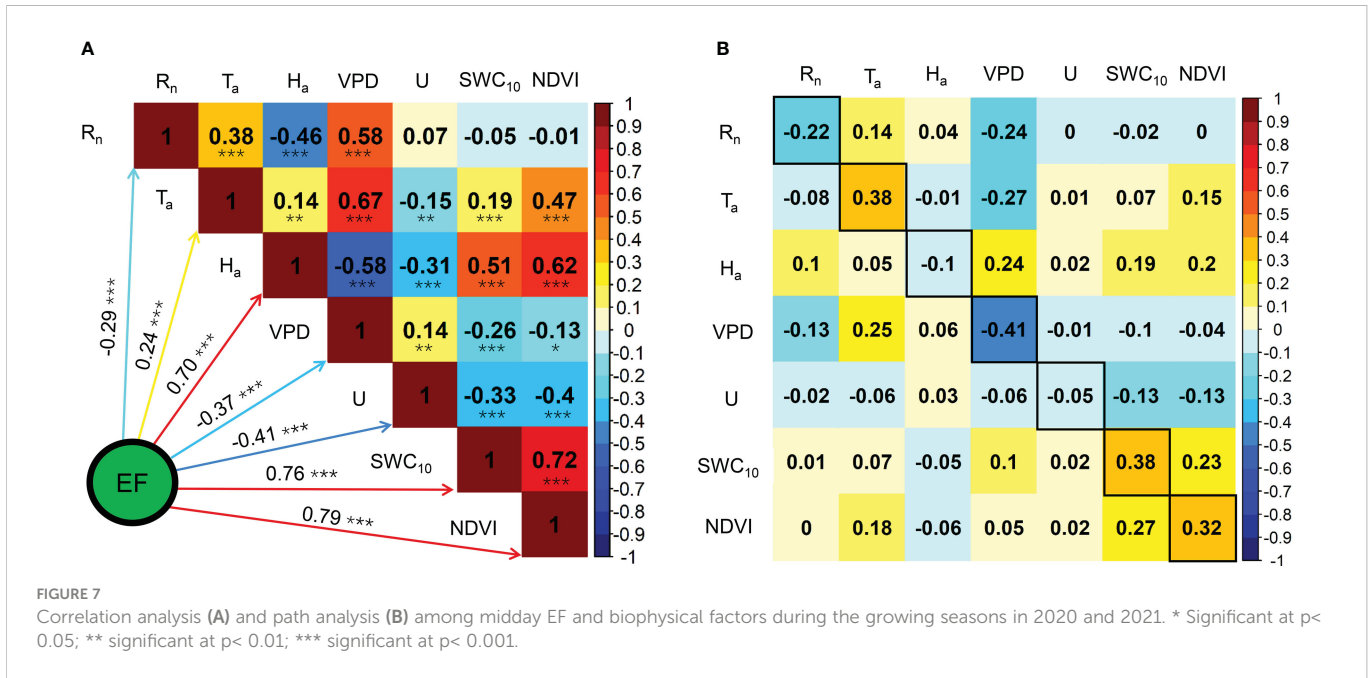 A
Rn Ta Ha VPD U SWC10 NDVI
Rn 1 0.38 *** -0.46 *** 0.58 *** 0.07 -0.05 -0.01
Ta 1 0.14 ** 0.67 *** -0.15 ** 0.19 *** 0.47 ***
Ha 1 -0.58 *** -0.31 *** 0.51 *** 0.62 ***
VPD 1 0.14 ** -0.26 *** -0.13 *
U 1 -0.33 *** -0.4 ***
SWC10 1 0.72 ***
NDVI 1
-0.29 ***
0.24 ***
0.70 ***
-0.37 ***
-0.41 ***
0.76 ***
0.79 ***
EF
1
0.9
0.8
0.7
0.6
0.5
0.4
0.3
0.2
0.1
0
-0.1
-0.2
-0.3
-0.4
-0.5
-0.6
-0.7
-0.8
-0.9
-1
B
Rn Ta Ha VPD U SWC10 NDVI
Rn -0.22 0.14 0.04 -0.24 0 -0.02 0
Ta -0.08 0.38 -0.01 -0.27 0.01 0.07 0.15
Ha 0.1 0.05 -0.1 0.24 0.02 0.19 0.2
VPD -0.13 0.25 0.06 -0.41 -0.01 -0.1 -0.04
U -0.02 -0.06 0.03 -0.06 -0.05 -0.13 -0.13
SWC10 0.01 0.07 -0.05 0.1 0.02 0.38 0.23
NDVI 0 0.18 -0.06 0.05 0.02 0.27 0.32
1
0.9
0.8
0.7
0.6
0.5
0.4
0.3
0.2
0.1
0
-0.1
-0.2
-0.3
-0.4
-0.5
-0.6
-0.7
-0.8
-0.9
-1
FIGURE 7
Correlation analysis (A) and path analysis (B) among midday EF and biophysical factors during the growing seasons in 2020 and 2021. * Significant at p<
0.05; ** significant at p< 0.01; *** significant at p< 0.001.